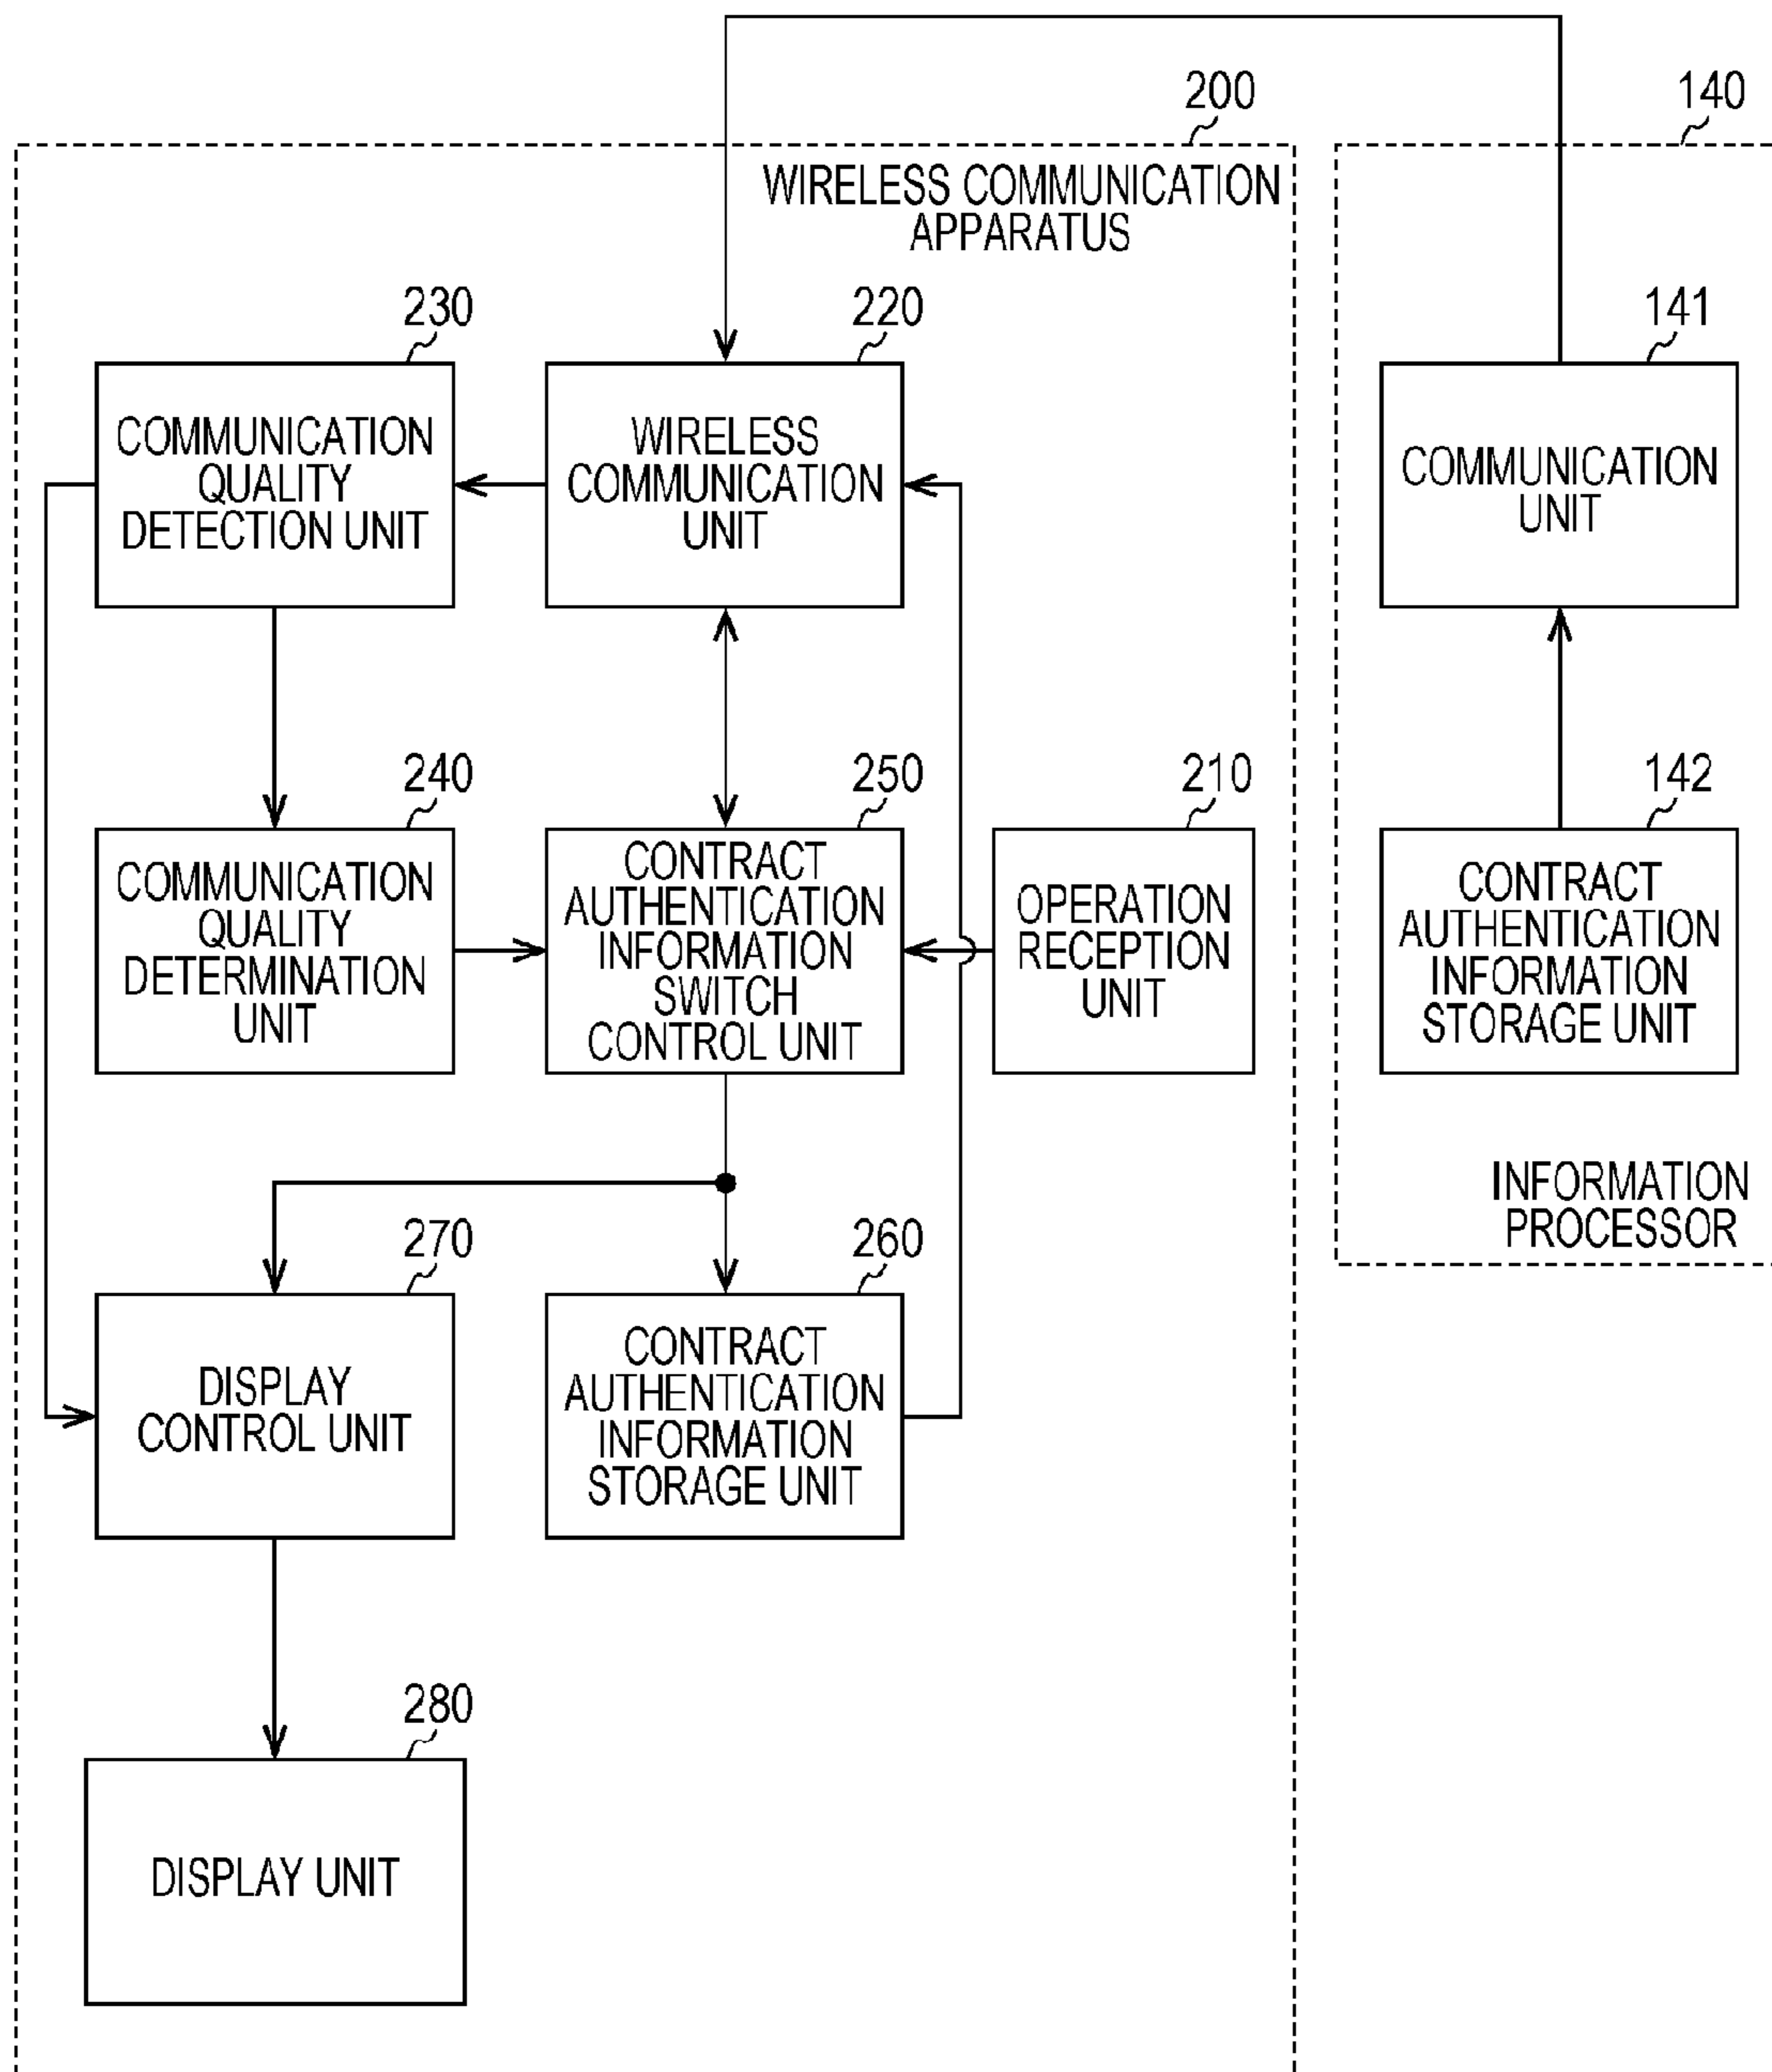 200
140
WIRELESS COMMUNICATION
APPARATUS
230
220
141
COMMUNICATION
QUALITY
DETECTION UNIT
WIRELESS
COMMUNICATION
UNIT
COMMUNICATION
UNIT
240
250
210
142
COMMUNICATION
QUALITY
DETERMINATION
UNIT
CONTRACT
AUTHENTICATION
INFORMATION
SWITCH
CONTROL UNIT
OPERATION
RECEPTION
UNIT
CONTRACT
AUTHENTICATION
INFORMATION
STORAGE UNIT
INFORMATION
PROCESSOR
270
260
DISPLAY
CONTROL UNIT
CONTRACT
AUTHENTICATION
INFORMATION
STORAGE UNIT
280
DISPLAY UNIT